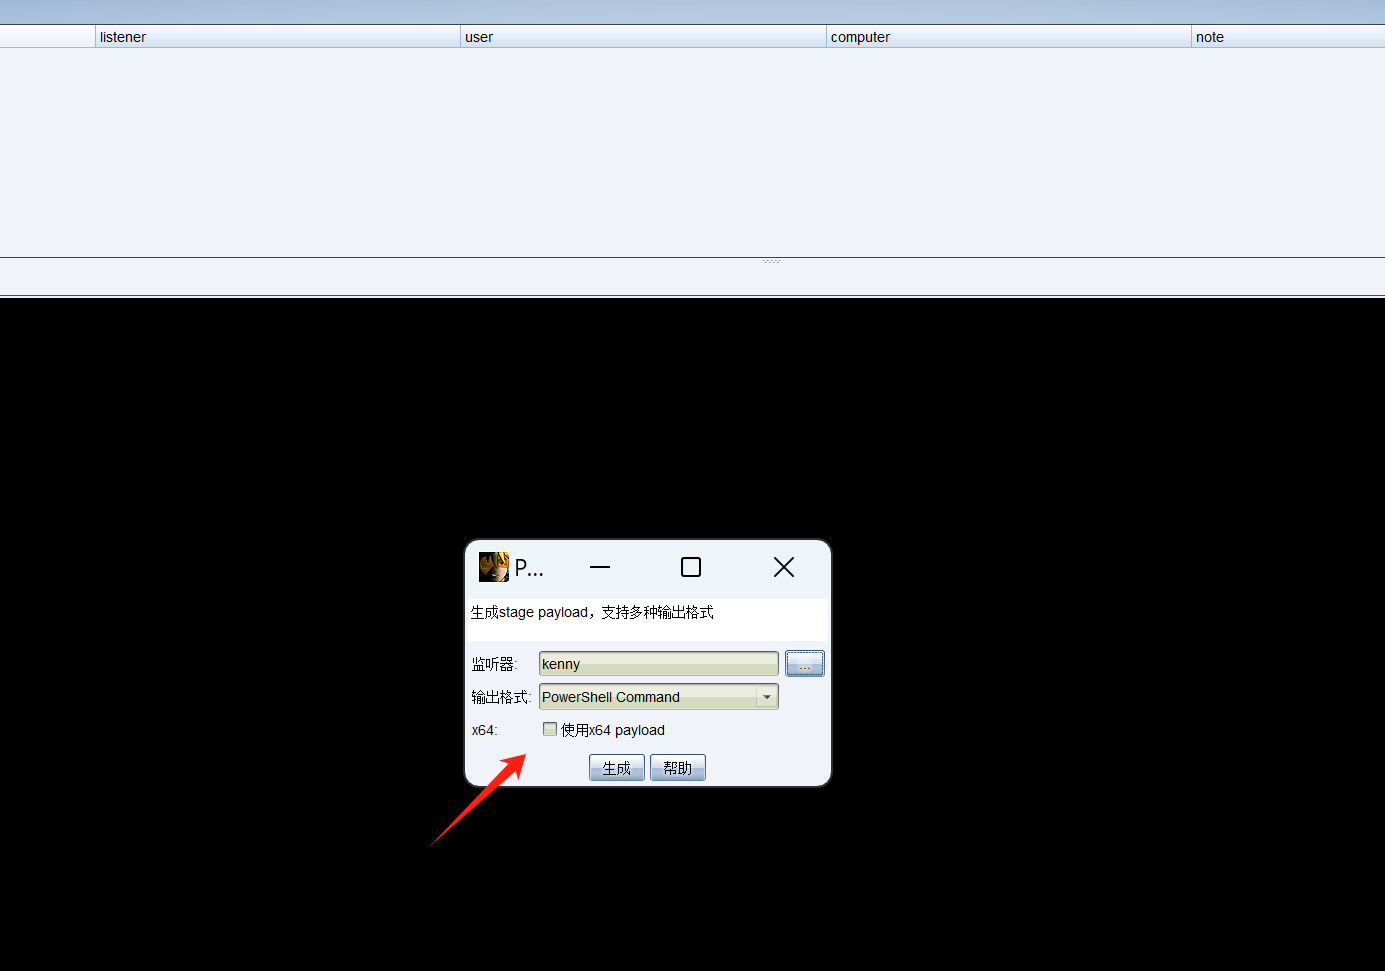 listener user computer note
P...
生成stage payload，支持多种输出格式
监听器: kenny ...
输出格式: PowerShell Command
x64: 使用x64 payload
生成 帮助